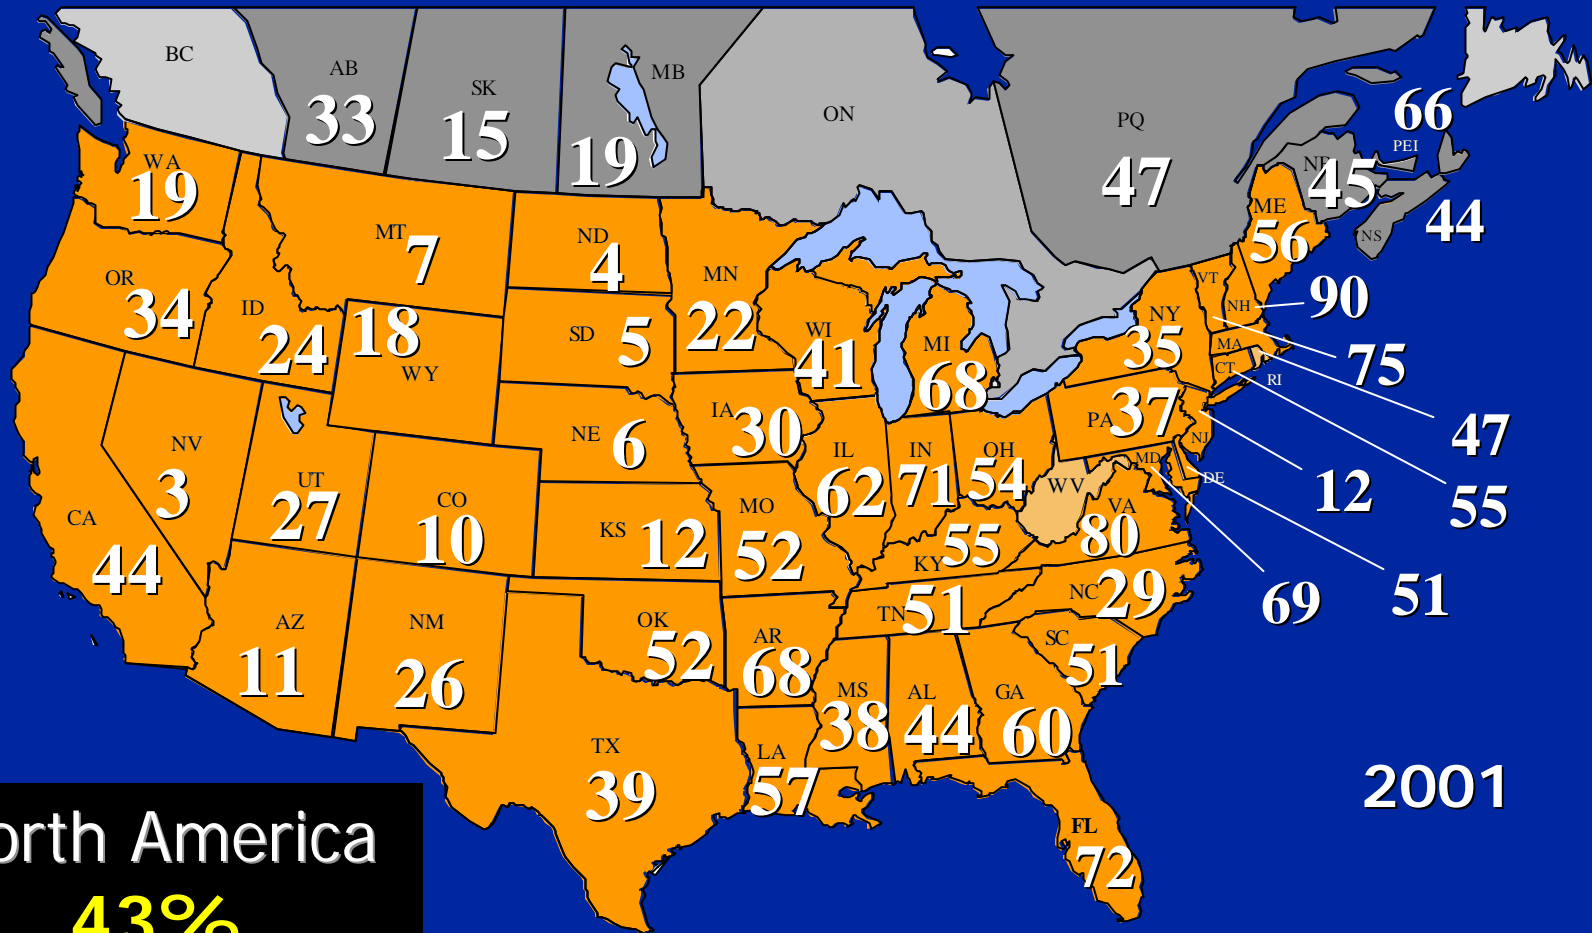 BC
AB
33
SK
15
MB
19
ON
PQ
47
66
PEI
NB
45
44
NS
WA
19
OR
34
ID
24
MT
7
ND
4
MN
22
ME
56
VT
NH
90
75
MA
47
CT
RI
55
NY
35
WI
41
MI
68
SD
5
18
WY
NE
6
IA
30
PA
37
NJ
12
NV
3
UT
27
CO
10
KS
12
MO
52
IL
62
IN
71
OH
54
WV
MD
69
DE
51
VA
80
CA
44
KY
55
TN
51
NC
29
SC
51
AZ
11
NM
26
OK
52
AR
68
MS
38
AL
44
GA
60
TX
39
LA
57
FL
72
2001
orth America
43%